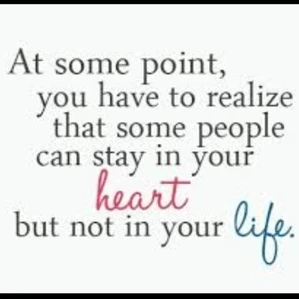 At some point,
you have to realize
that some people
can stay in your
heart
but not in your life.